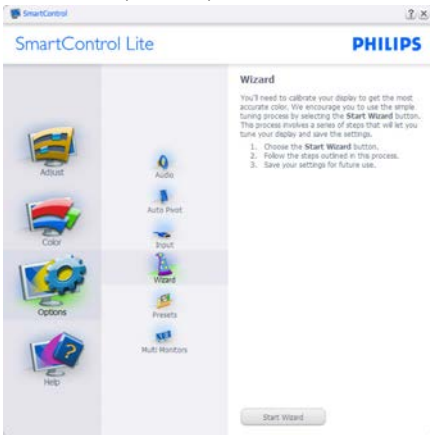 SmartControl
? X
SmartControl Lite
PHILIPS
Adjust
Color
Options
Help
Audio
Auto Pivot
Input
Wizard
Presets
Multi Monitors
Wizard
You'll need to calibrate your display to get the most
accurate color. We encourage you to use the simple
tuning process by selecting the Start Wizard button.
This process involves a series of steps that will let you
tune your display and save the settings.
1. Choose the Start Wizard button.
2. Follow the steps outlined in this process.
3. Save your settings for future use.
Start Wizard